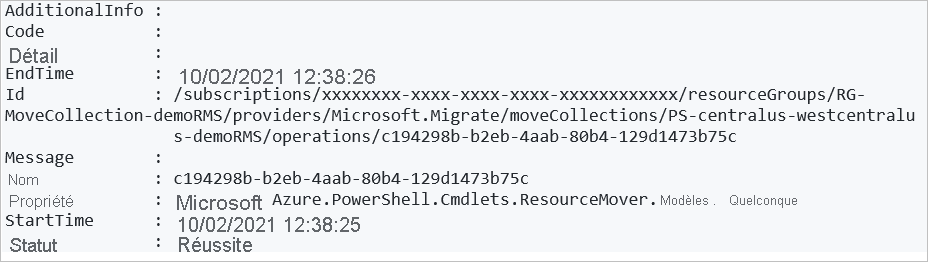 AdditionalInfo :
Code :
Détail :
EndTime : 10/02/2021 12:38:26
Id : /subscriptions/xxxxxxxx-xxxx-xxxx-xxxx-xxxxxxxxxxxx/resourceGroups/RG-
MoveCollection-demoRMS/providers/Microsoft.Migrate/moveCollections/PS-centralus-westcentralu
s-demoRMS/operations/c194298b-b2eb-4aab-80b4-129d1473b75c
Message :
Nom : c194298b-b2eb-4aab-80b4-129d1473b75c
Propriété : Microsoft Azure.PowerShell.Cmdlets.ResourceMover. Modèles . Quelconque
StartTime : 10/02/2021 12:38:25
Statut : Réussite